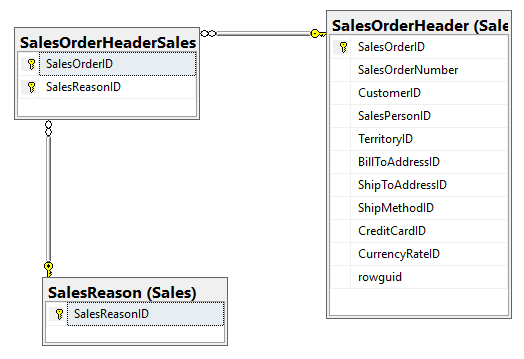 SalesOrderHeaderSales
SalesOrderID
SalesReasonID
SalesOrderHeader (Sale
SalesOrderID
SalesOrderNumber
CustomerID
SalesPersonID
TerritoryID
BillToAddressID
ShipToAddressID
ShipMethodID
CreditCardID
CurrencyRateID
rowguid
SalesReason (Sales)
SalesReasonID